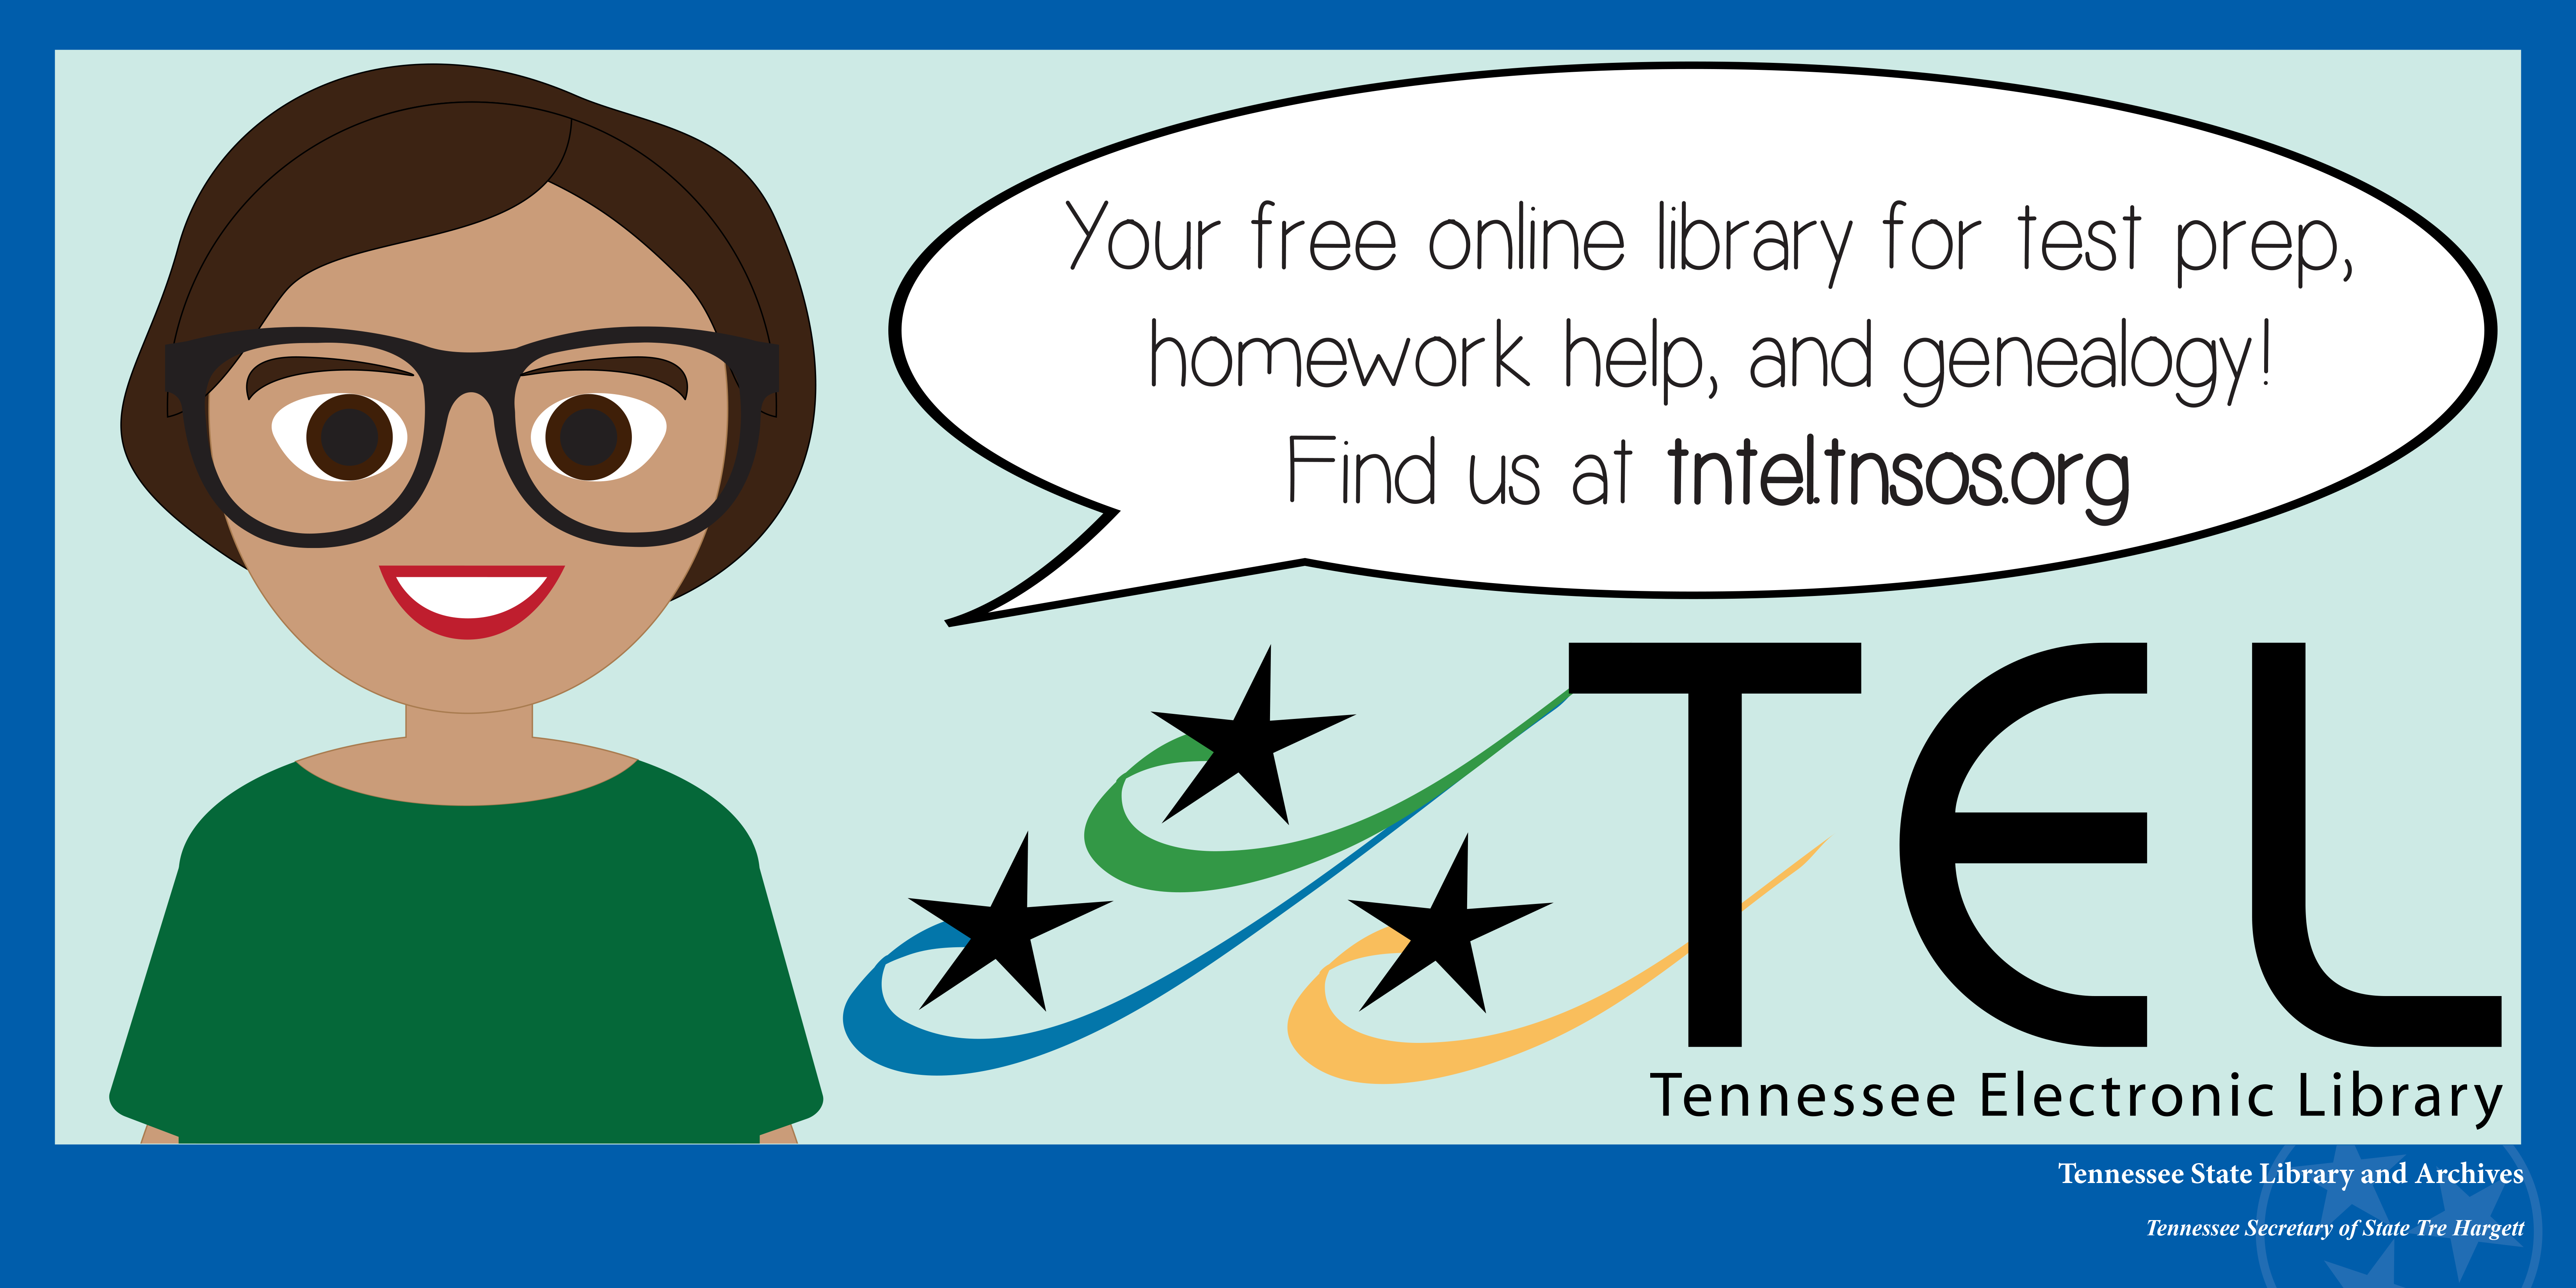 Your free online library for test prep,
homework help, and genealogy!
Find us at tntel.tnsos.org
TEL
Tennessee Electronic Library
Tennessee State Library and Archives
Tennessee Secretary of State Tre Hargett